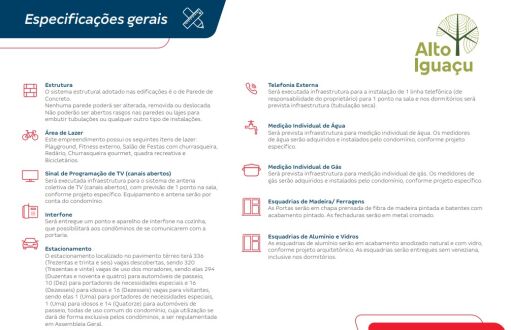 Especificações gerais
Alto
Iguaçu
Estrutura
O sistema estrutural adotado nas edificações é o de Parede de
Concreto.
Nenhuma parede poderá ser alterada, removida ou deslocada.
Não poderão ser abertos rasgos nas paredes ou lajes para
embutir tubulações ou qualquer outro tipo de instalações.
Área de Lazer
Este empreendimento possui os seguintes itens de lazer:
Playground, Fitness externo, Salão de Festas com churrasqueira,
Redário, Churrasqueira gourmet, quadra recreativa e
Bicicletários.
Sinal de Programação de TV (canais abertos)
Será executada infraestrutura para o sistema de antena
coletiva de TV (canais abertos), com previsão de 1 ponto na sala,
conforme projeto específico. Equipamento e antena serão por
conta do condomínio
Interfone
Será entregue um ponto e aparelho de interfone na cozinha,
que possibilitará aos condôminos de se comunicarem com a
portaria.
Estacionamento
O estacionamento localizado no pavimento térreo terá 336
(Trezentas e trinta e seis) vagas descobertas, sendo 320
(Trezentas e vinte) vagas de uso dos moradores, sendo elas 294
(Duzentas e noventa e quatro) para automóveis de passeio,
10 (Dez) para portadores de necessidades especiais e 16
(Dezesseis) para idosos e 16 (Dezesseis) vagas para visitantes,
sendo elas 1 (Uma) para portadores de necessidades especiais,
1 (Uma) para idosos e 14 (Quatorze) para automóveis de
passeio, todas de uso comum do condomínio, cuja utilização se
dará de forma exclusiva pelos condôminos, a ser regulamentada
em Assembleia Geral.
Telefonia Externa
Será executada infraestrutura para a instalação de 1 linha telefônica (de
responsabilidade do proprietário) para 1 ponto na sala e nos dormitórios será
prevista infraestrutura (tubulação seca).
Medição Individual de Água
Será prevista infraestrutura para medição individual de água. Os medidores
de água serão adquiridos e instalados pelo condomínio, conforme projeto
específico.
Medição Individual de Gás
Será prevista infraestrutura para medição individual de gás. Os medidores de
gás serão adquiridos e instalados pelo condomínio, conforme projeto específico.
Esquadrias de Madeira/ Ferragens
As Portas serão em chapa prensada de fibra de madeira pintada e batentes com
acabamento pintado. As fechaduras serão em metal cromado.
Esquadrias de Alumínio e Vidros
As esquadrias de alumínio serão em acabamento anodizado natural e com vidro,
conforme projeto arquitetônico. As esquadrias serão entregues sem veneziana,
inclusive nos dormitórios.